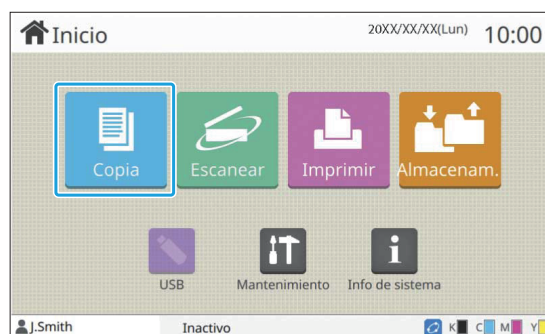 Inicio 20XX/XX/XX(Lun) 10:00
Copia Escanear Imprimir Almacenam.
USB Mantenimiento Info de sistema
J.Smith Inactivo K C M Y